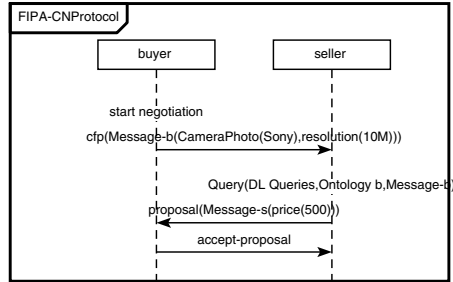 FIPA-CNProtocol
buyer
seller
start negotiation
cfp(Message-b(CameraPhoto(Sony),resolution(10M)))
Query(DL Queries,Ontology b,Message-b)
proposal(Message-s(price(500)))
accept-proposal